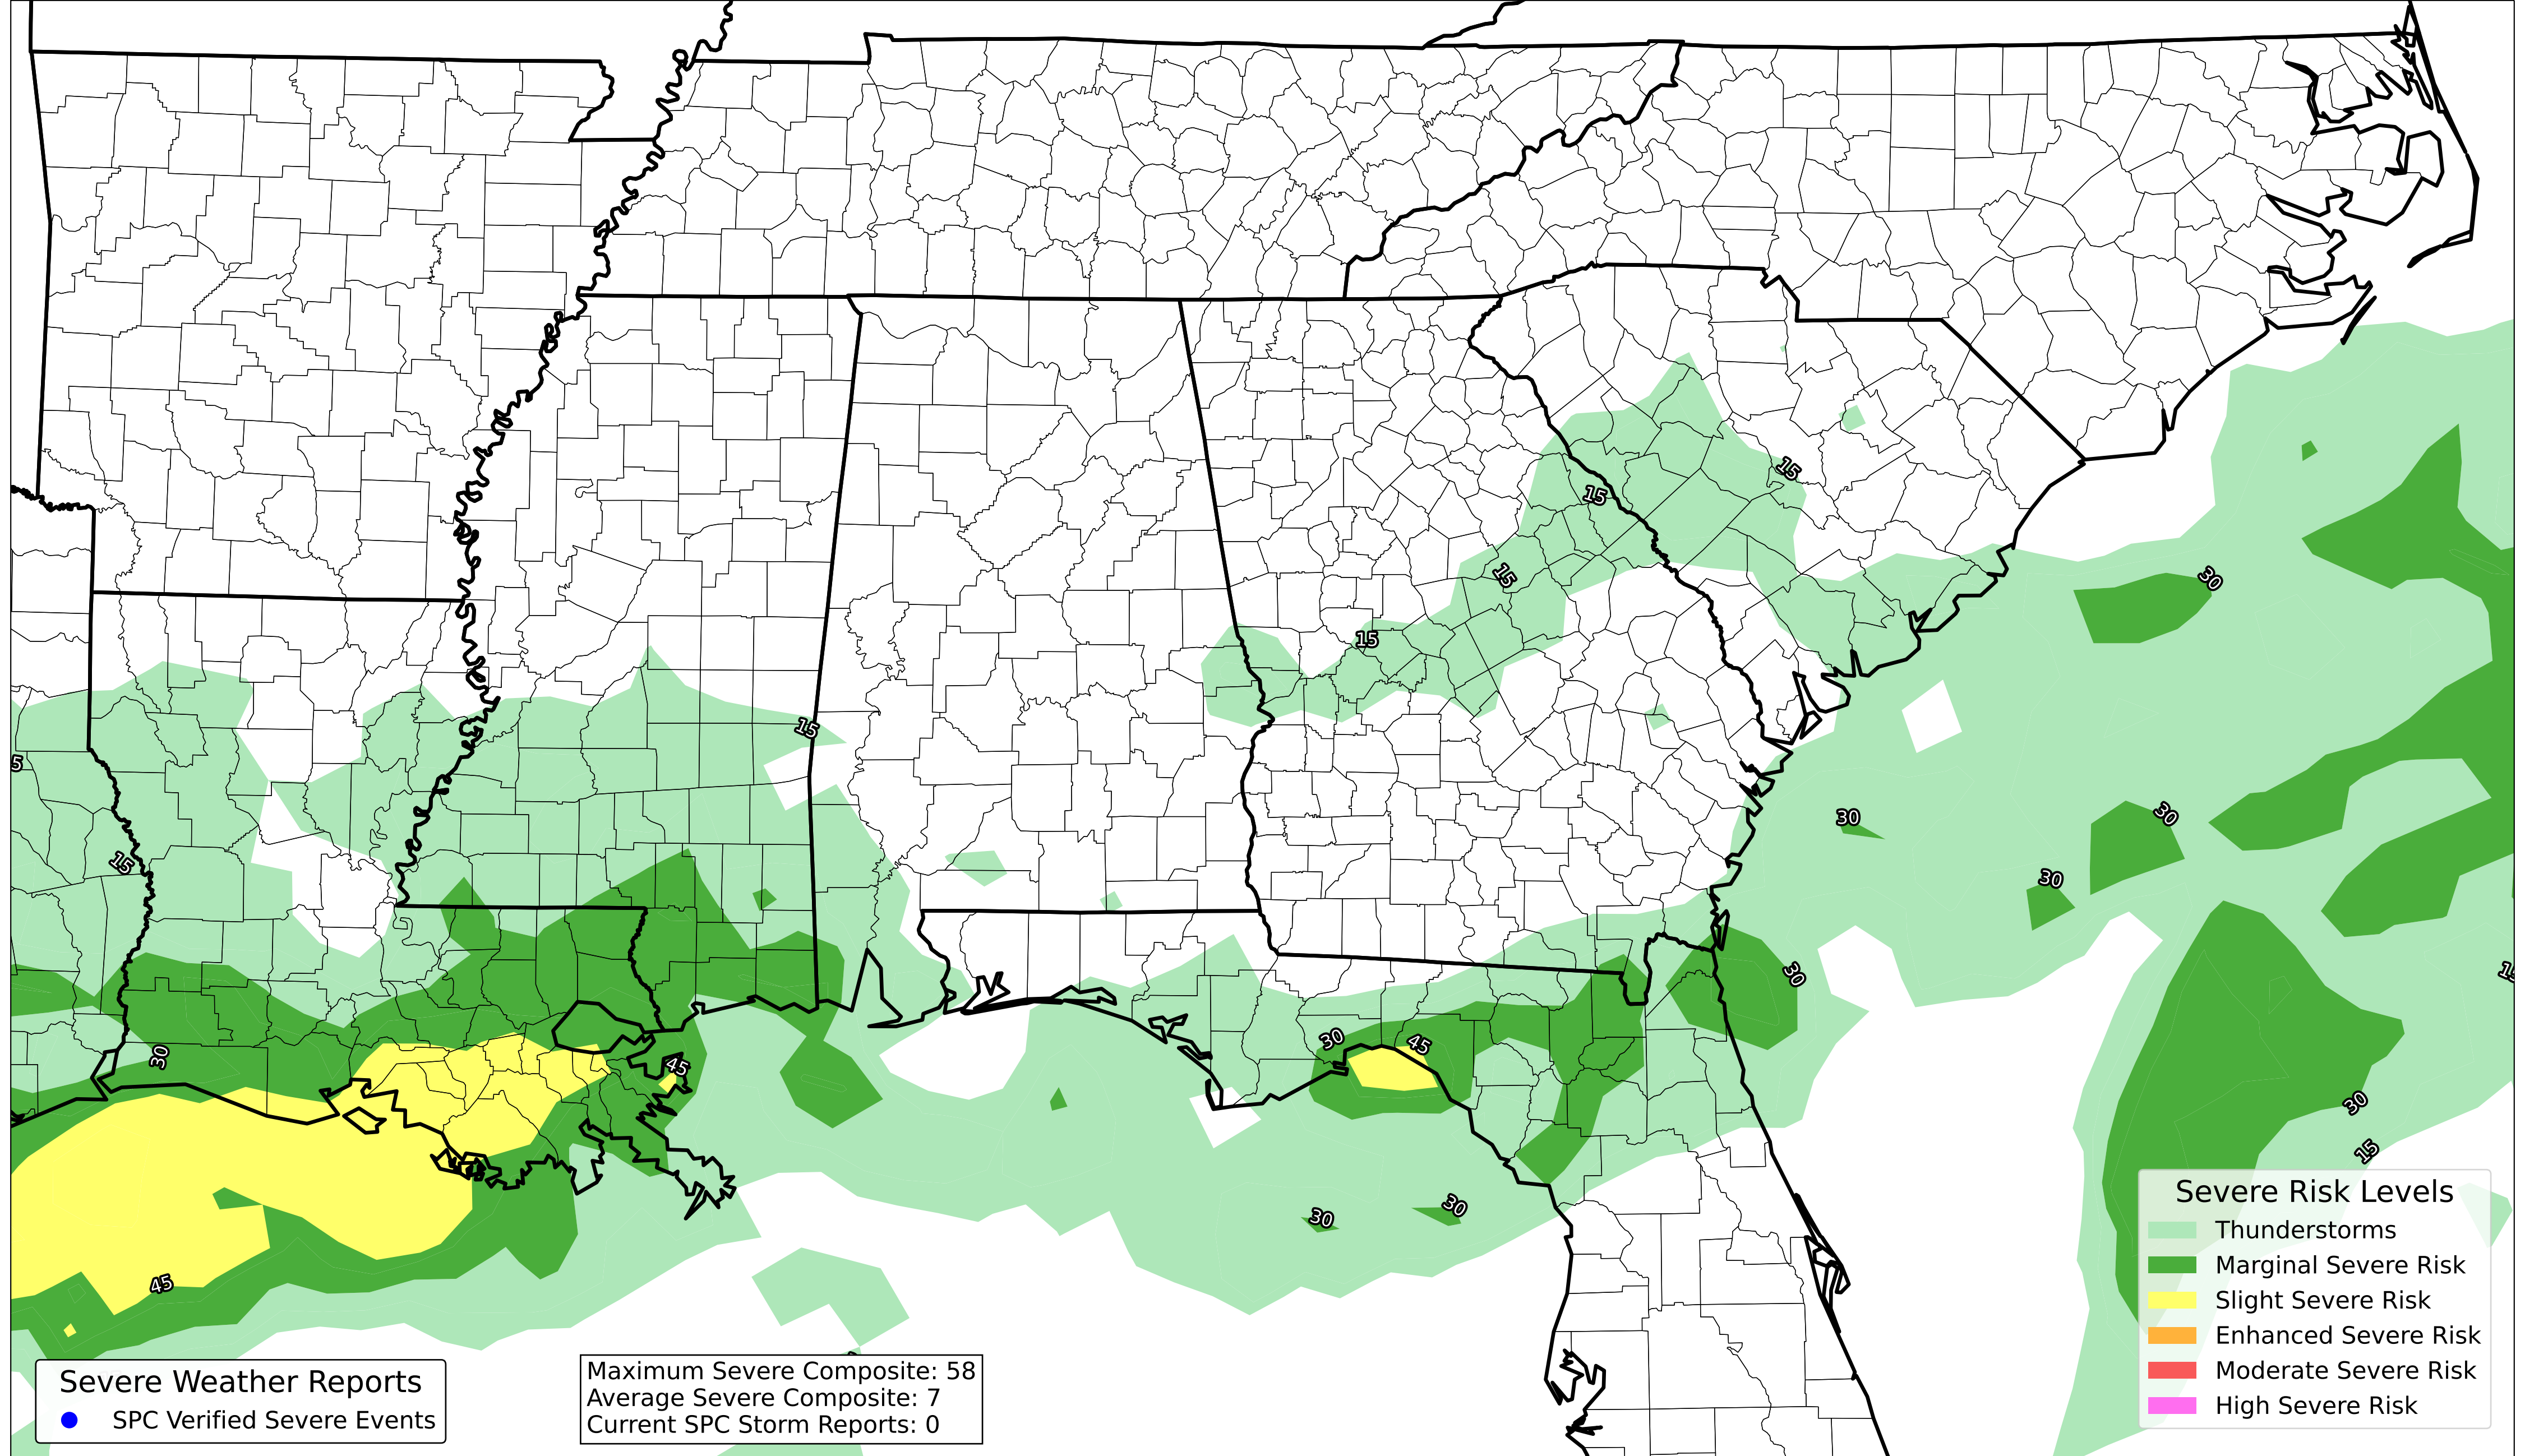 15
15
30
15
15
15
5
30
30
15
30
30
15
30
45
30
45
30
15
30
30
45
Severe Risk Levels
Thunderstorms
Marginal Severe Risk
Slight Severe Risk
Enhanced Severe Risk
Moderate Severe Risk
High Severe Risk
Severe Weather Reports
SPC Verified Severe Events
Maximum Severe Composite: 58
Average Severe Composite: 7
Current SPC Storm Reports: 0